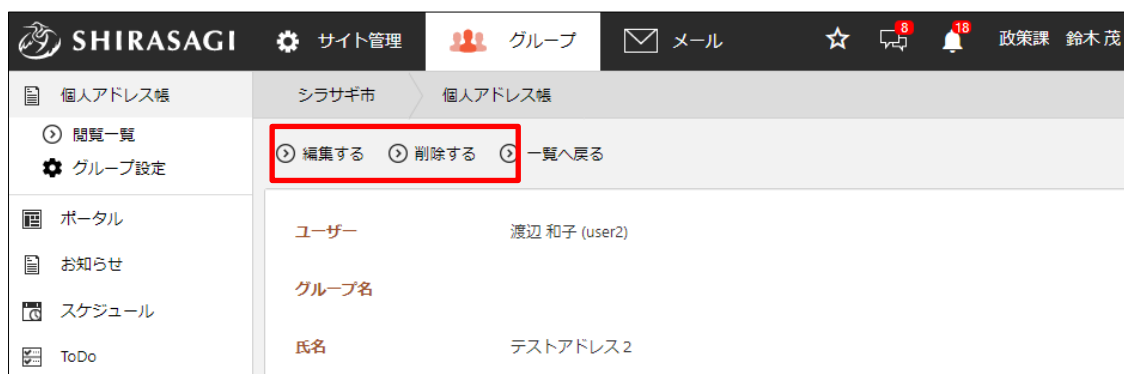 SHIRASAGI サイト管理 グループ メール 8 18 政策課 鈴木 茂
個人アドレス帳 シラサギ市 個人アドレス帳
閲覧一覧
グループ設定
編集する 削除する 一覧へ戻る
ポータル
お知らせ
スケジュール
ToDo
ユーザー 渡辺 和子 (user2)
グループ名
氏名 テストアドレス２